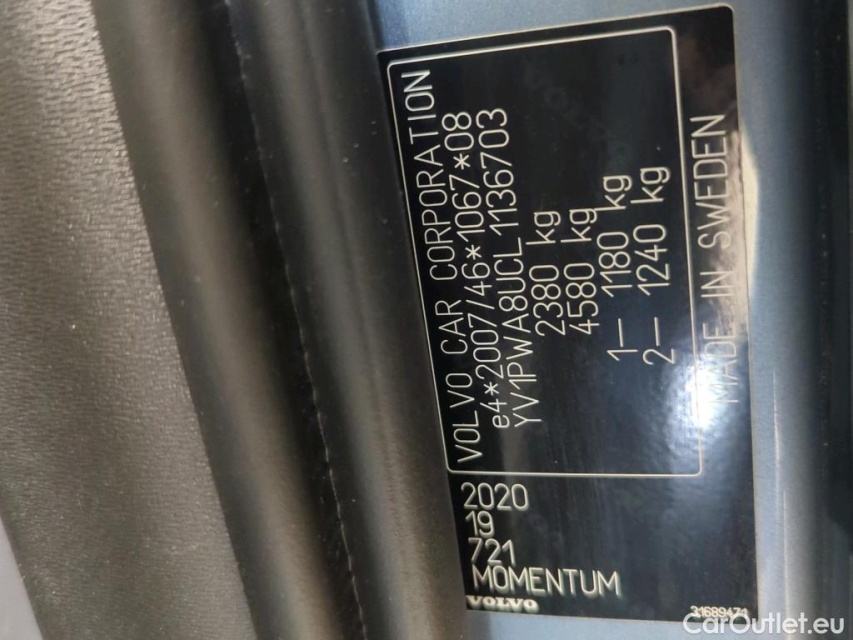 VOLVO CAR CORPORATION
e4*2007/46*1067*08
YV1PWA8UCL1136703
2380 kg
4580 kg
1– 1180 kg
2– 1240 kg
MADE IN SWEDEN
2020
19
721
MOMENTUM
VOLVO
31689471
CarOutlet.eu